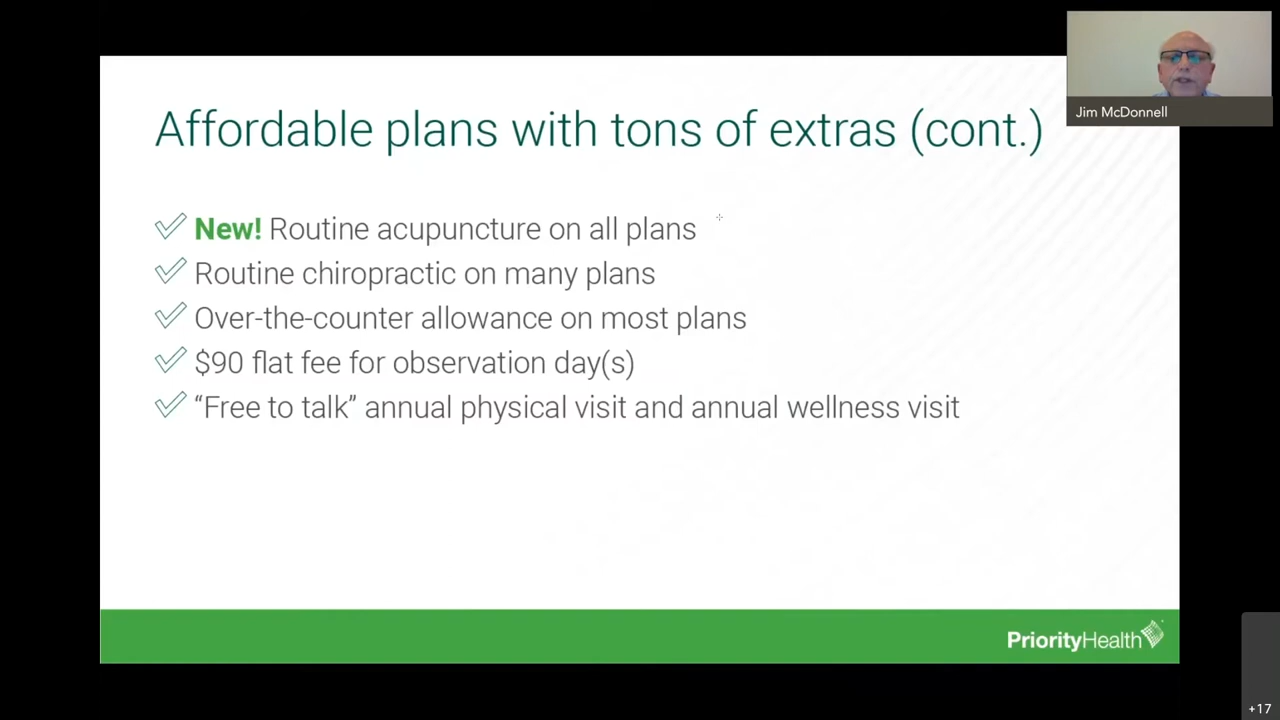 Affordable plans with tons of extras (cont.)
Jim McDonnell
New! Routine acupuncture on all plans
Routine chiropractic on many plans
Over-the-counter allowance on most plans
$90 flat fee for observation day(s)
“Free to talk” annual physical visit and annual wellness visit
PriorityHealth
+17